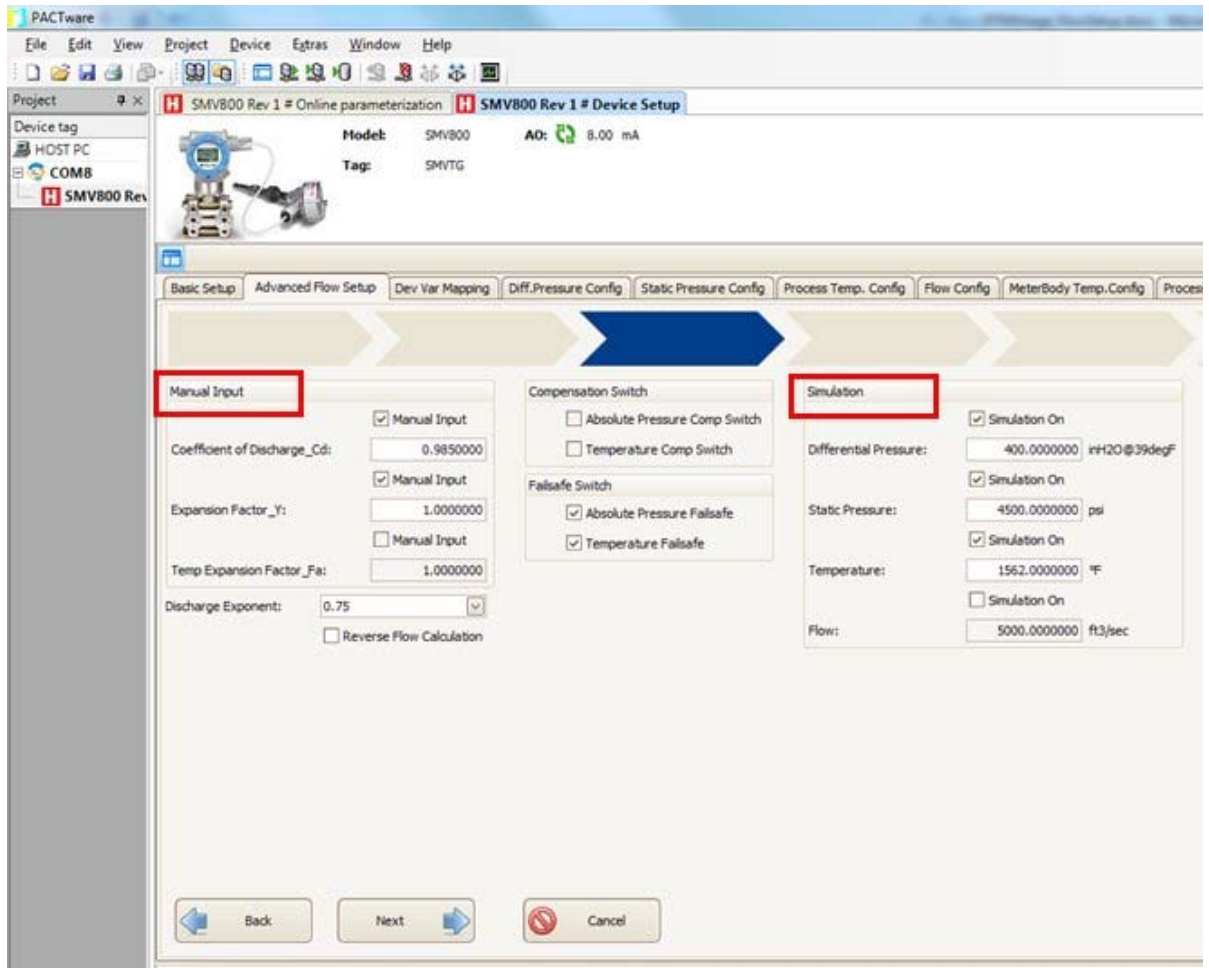 PACTware
File Edit View Project Device Extras Window Help
Project
SMV800 Rev 1 # Online parameterization
SMV800 Rev 1 # Device Setup
Device tag
HOST PC
COM8
SMV800 Rev
Model: SMV800 AO: 8.00 mA
Tag: SMVTG
Basic Setup Advanced Flow Setup Dev Var Mapping Diff.Pressure Config Static Pressure Config Process Temp. Config Flow Config MeterBody Temp.Config Proces
Manual Input
Manual Input
Coefficient of Discharge_Cd: 0.9850000
Manual Input
Expansion Factor_Y: 1.0000000
Manual Input
Temp Expansion Factor_Fa: 1.0000000
Discharge Exponent: 0.75
Reverse Flow Calculation
Compensation Switch
Absolute Pressure Comp Switch
Temperature Comp Switch
Failsafe Switch
Absolute Pressure Failsafe
Temperature Failsafe
Simulation
Simulation On
Differential Pressure: 400.0000000 inH2O@39degF
Simulation On
Static Pressure: 4500.0000000 psi
Simulation On
Temperature: 1562.0000000 °F
Simulation On
Flow: 5000.0000000 ft3/sec
Back Next Cancel